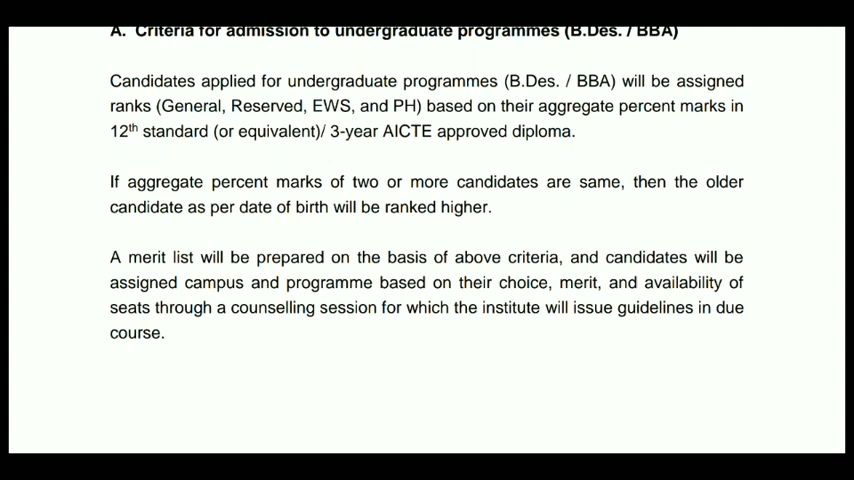 A. Criteria for admission to undergraduate programmes (B.Des. / BBA)
Candidates applied for undergraduate programmes (B.Des. / BBA) will be assigned
ranks (General, Reserved, EWS, and PH) based on their aggregate percent marks in
12th standard (or equivalent)/ 3-year AICTE approved diploma.
If aggregate percent marks of two or more candidates are same, then the older
candidate as per date of birth will be ranked higher.
A merit list will be prepared on the basis of above criteria, and candidates will be
assigned campus and programme based on their choice, merit, and availability of
seats through a counselling session for which the institute will issue guidelines in due
course.